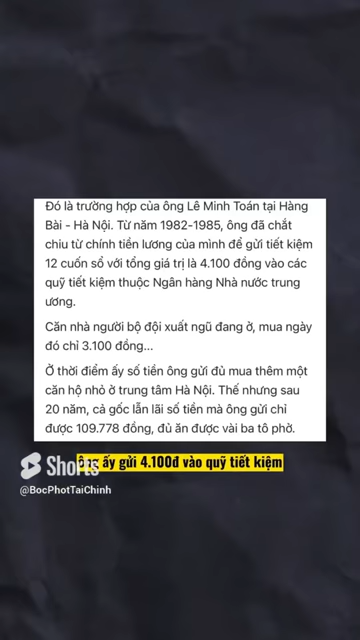 Đó là trường hợp của ông Lê Minh Toán tại Hàng
Bài - Hà Nội. Từ năm 1982-1985, ông đã chắt
chiu từ chính tiền lương của mình để gửi tiết kiệm
12 cuốn sổ với tổng giá trị là 4.100 đồng vào các
quỹ tiết kiệm thuộc Ngân hàng Nhà nước trung
ương.
Căn nhà người bộ đội xuất ngũ đang ở, mua ngày
đó chỉ 3.100 đồng...
Ở thời điểm ấy số tiền ông gửi đủ mua thêm một
căn hộ nhỏ ở trung tâm Hà Nội. Thế nhưng sau
20 năm, cả gốc lẫn lãi số tiền mà ông gửi chỉ
được 109.778 đồng, đủ ăn được vài ba tô phở.
Shorts
ông ấy gửi 4.100đ vào quỹ tiết kiệm
@BocPhotTaiChinh